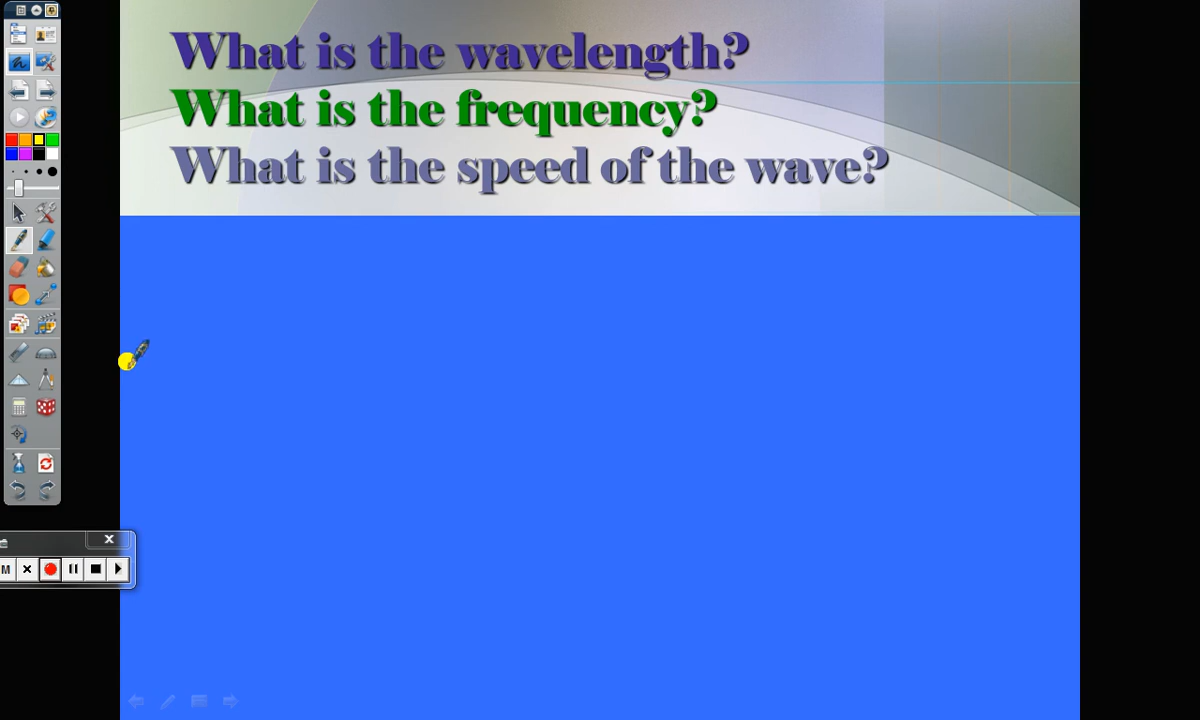 What is the wavelength?
What is the frequency?
What is the speed of the wave?
M